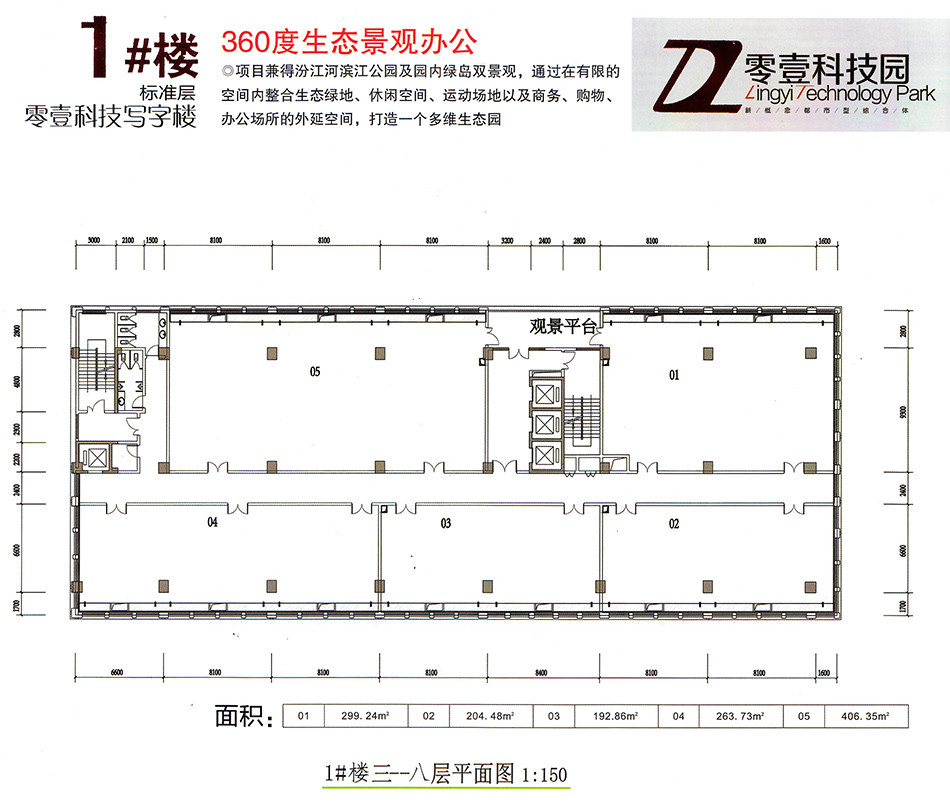 1#楼
标准层
零壹科技写字楼
360度生态景观办公
◎项目兼得汾江河滨江公园及园内绿岛双景观，通过在有限的
空间内整合生态绿地、休闲空间、运动场地以及商务、购物、
办公场所的外延空间，打造一个多维生态园
零壹科技园
Lingyi Technology Park
新/概/念/都/市/型/综/合/体
3000 2100 1500 8100 8100 8100 3200 2400 2800 8100 8100 1600
2800 4800 2300 2200 2400 6600 1700
2800 9300 2400 6600 1700
观景平台
05
01
04
03
02
6600 8100 8100 8100 8400 8100 8100 1600
面积： 01 299.24m² 02 204.48m² 03 192.86m² 04 263.73m² 05 406.35m²
1#楼三--八层平面图 1:150